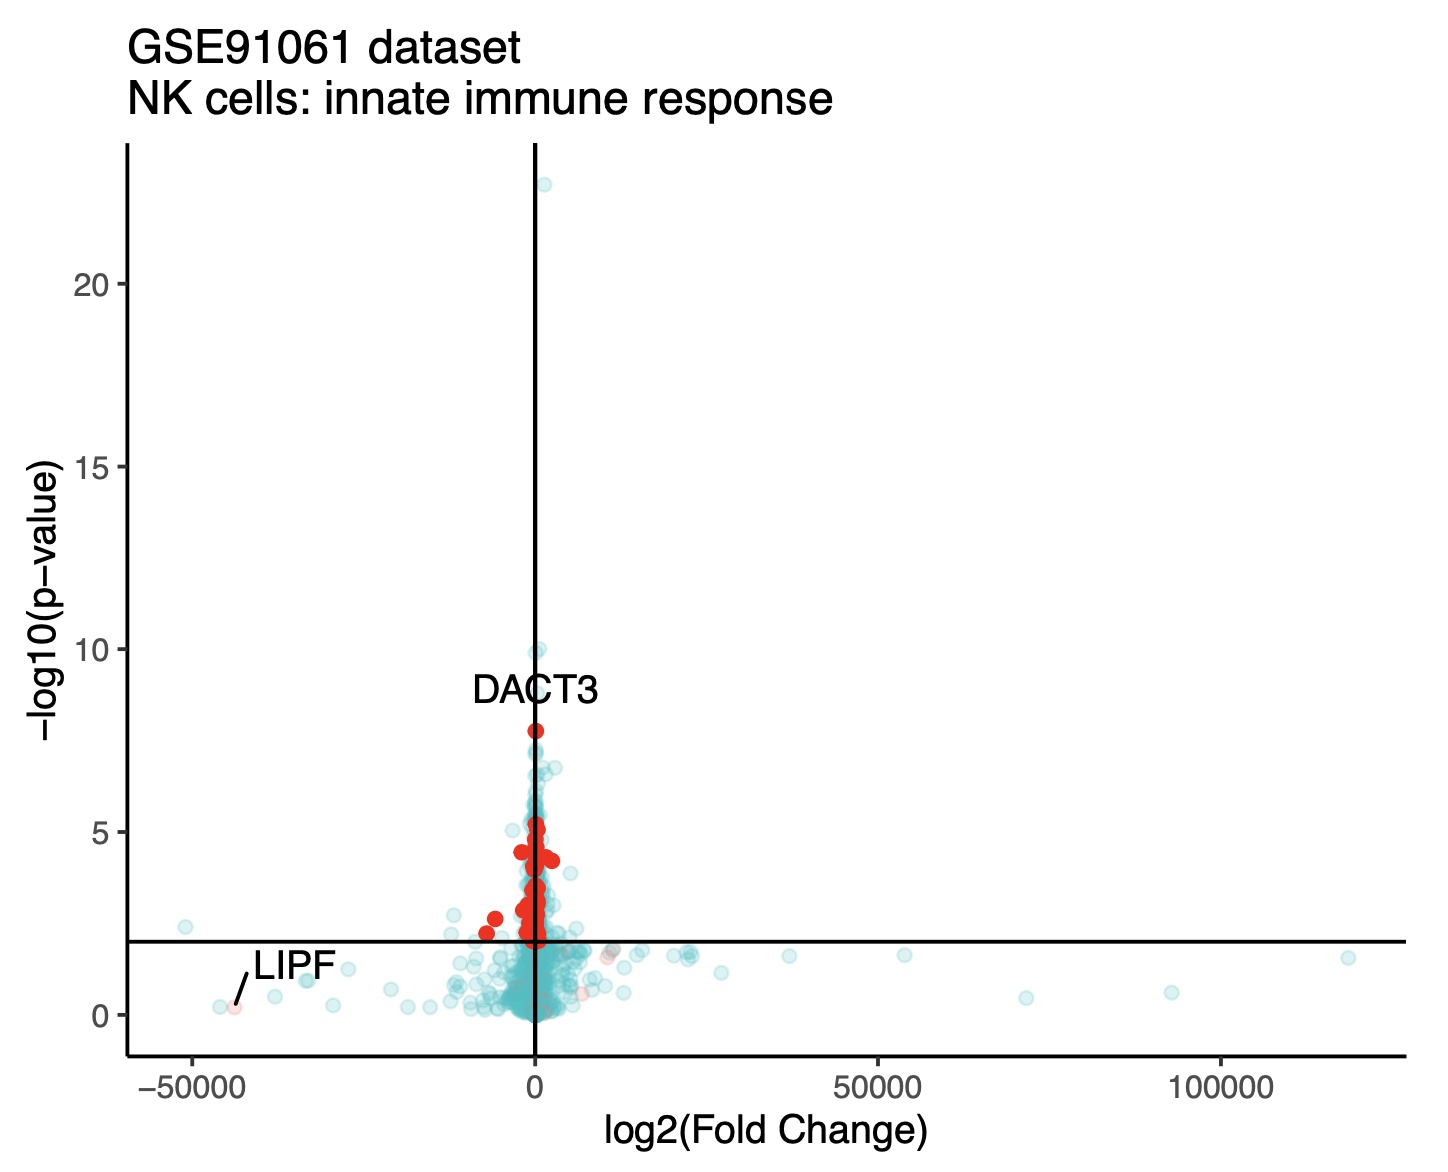 GSE91061 dataset
NK cells: innate immune response
−log10(p−value)
20
15
10
5
0
DACT3
LIPF
−50000
0
50000
100000
log2(Fold Change)